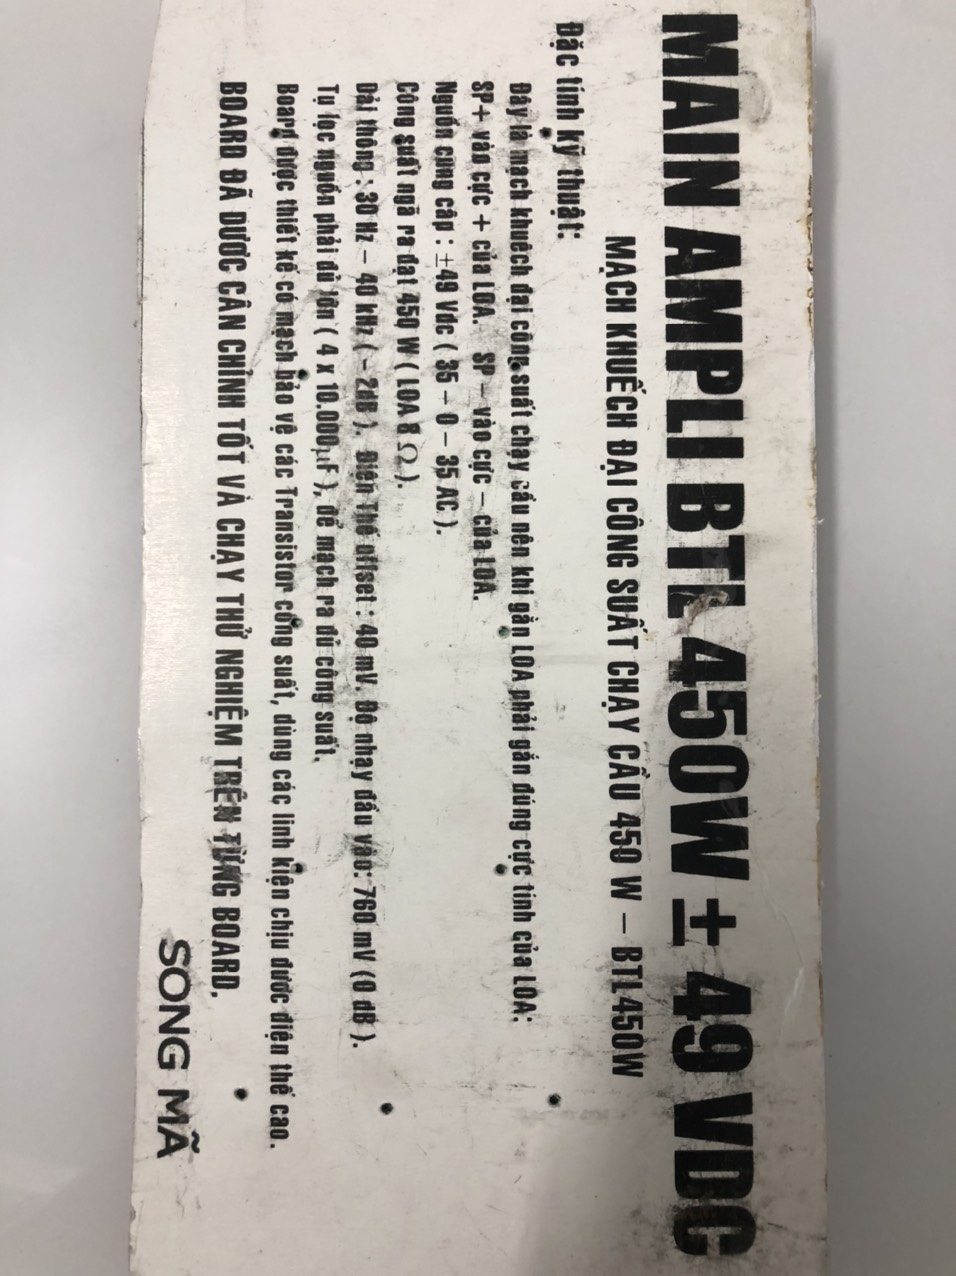 MAIN AMPLI BTL 450W ± 49 VDC
MẠCH KHUẾCH ĐẠI CÔNG SUẤT CHẠY CẦU 450 W – BTL450W
Đặc tính kỹ thuật:
Đây là mạch khuếch đại công suất chạy cầu nên khi gắn LOA phải gắn đúng cực tính của LOA:
SP+ vào cực + của LOA. SP – vào cực – của LOA.
Nguồn cung cấp : ±49 Vdc ( 35 – 0 – 35 AC ).
Công suất ngã ra đạt 450 W ( LOA 8 Ω ).
Dải thông : 30 Hz – 40 kHz ( – 2dB ). Điện Thế offset : 40 mV. Độ nhạy đầu vào: 760 mV (0 dB ).
Tụ lọc nguồn phải đủ lớn ( 4 x 10.000µF ), để mạch ra đủ công suất.
Board được thiết kế có mạch bảo vệ các Transistor công suất, dùng các linh kiện chịu được điện thế cao.
BOARD ĐÃ ĐƯỢC CÂN CHỈNH TỐT VÀ CHẠY THỬ NGHIỆM TRÊN TỪNG BOARD.
SONG MÃ